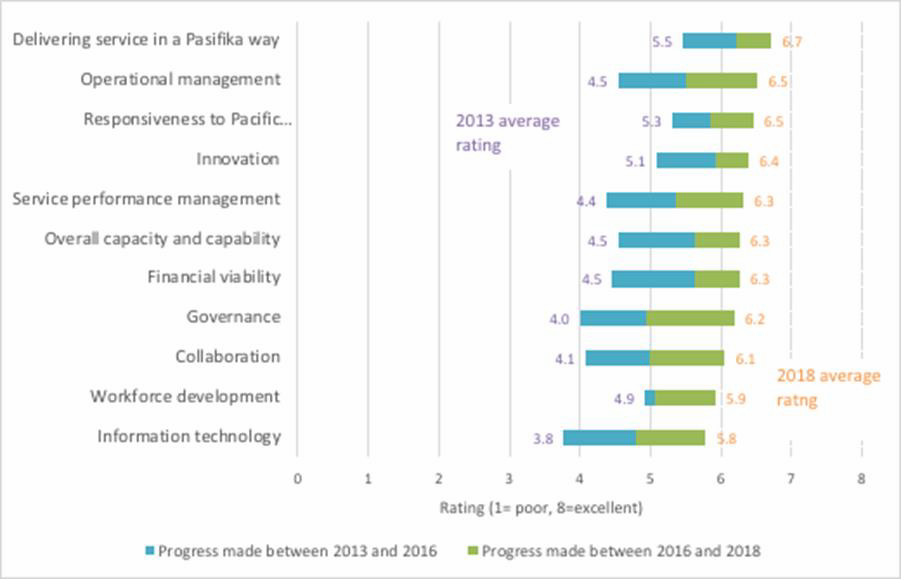 Delivering service in a Pasifika way 5.5 6.7
Operational management 4.5 6.5
Responsiveness to Pacific... 5.3 6.5
2013 average
rating
Innovation 5.1 6.4
Service performance management 4.4 6.3
Overall capacity and capability 4.5 6.3
Financial viability 4.5 6.3
Governance 4.0 6.2
Collaboration 4.1 6.1
2018 average
ratng
Workforce development 4.9 5.9
Information technology 3.8 5.8
0 1 2 3 4 5 6 7 8
Rating (1= poor, 8=excellent)
Progress made between 2013 and 2016 Progress made between 2016 and 2018